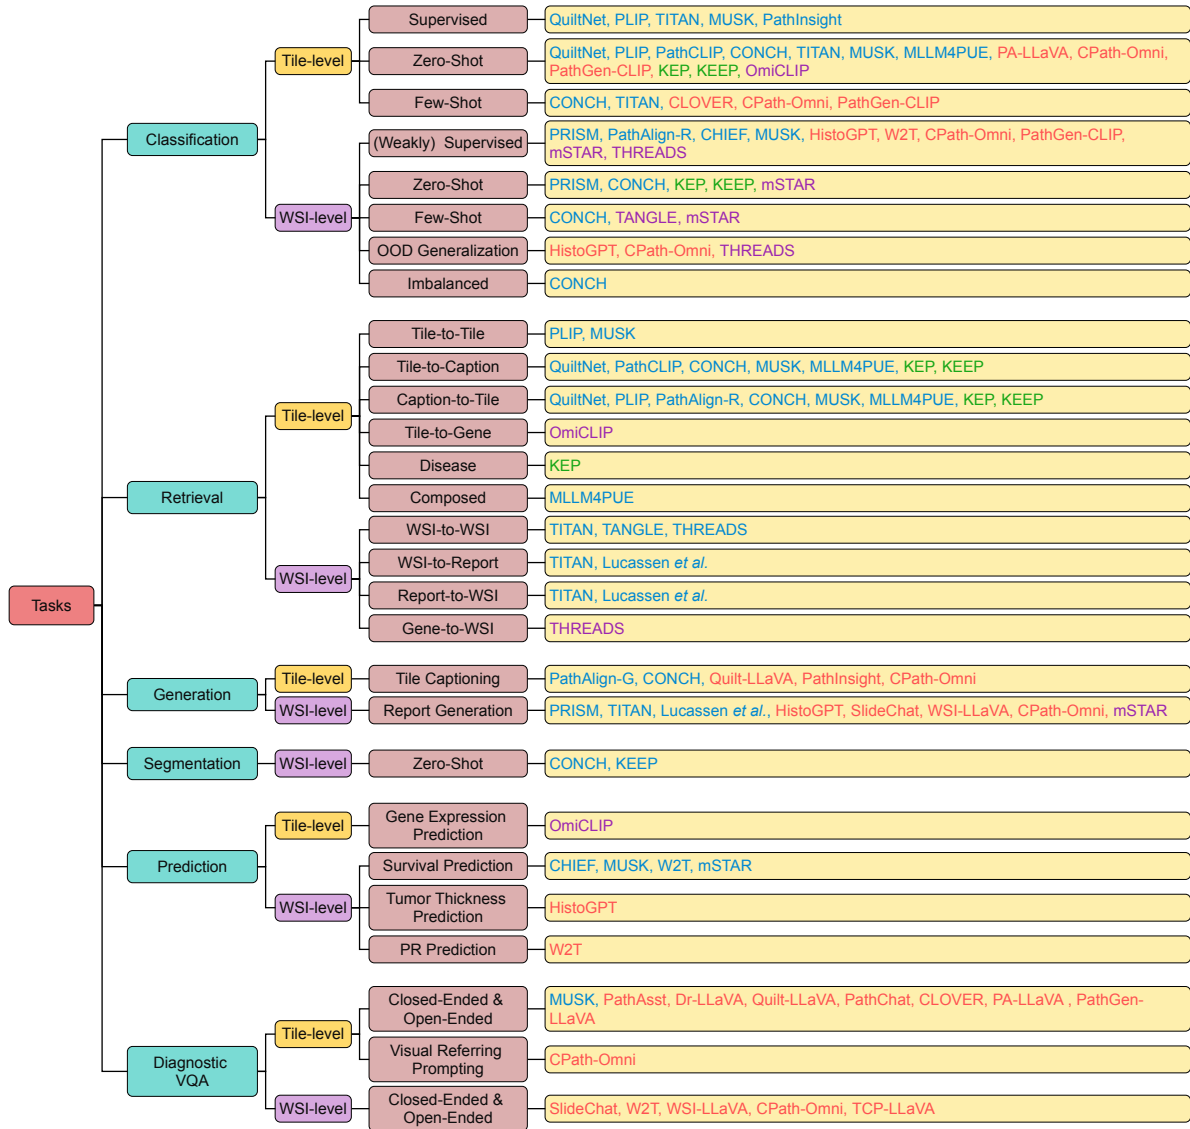 Tasks
Classification
Tile-level
Supervised
QuiltNet, PLIP, TITAN, MUSK, PathInsight
Zero-Shot
QuiltNet, PLIP, PathCLIP, CONCH, TITAN, MUSK, MLLM4PUE, PA-LLaVA, CPath-Omni,
PathGen-CLIP, KEP, KEEP, OmiCLIP
Few-Shot
CONCH, TITAN, CLOVER, CPath-Omni, PathGen-CLIP
WSI-level
(Weakly) Supervised
PRISM, PathAlign-R, CHIEF, MUSK, HistoGPT, W2T, CPath-Omni, PathGen-CLIP,
mSTAR, THREADS
Zero-Shot
PRISM, CONCH, KEP, KEEP, mSTAR
Few-Shot
CONCH, TANGLE, mSTAR
OOD Generalization
HistoGPT, CPath-Omni, THREADS
Imbalanced
CONCH
Retrieval
Tile-level
Tile-to-Tile
PLIP, MUSK
Tile-to-Caption
QuiltNet, PathCLIP, CONCH, MUSK, MLLM4PUE, KEP, KEEP
Caption-to-Tile
QuiltNet, PLIP, PathAlign-R, CONCH, MUSK, MLLM4PUE, KEP, KEEP
Tile-to-Gene
OmiCLIP
Disease
KEP
Composed
MLLM4PUE
WSI-level
WSI-to-WSI
TITAN, TANGLE, THREADS
WSI-to-Report
TITAN, Lucassen et al.
Report-to-WSI
TITAN, Lucassen et al.
Gene-to-WSI
THREADS
Generation
Tile-level
Tile Captioning
PathAlign-G, CONCH, Quilt-LLaVA, PathInsight, CPath-Omni
WSI-level
Report Generation
PRISM, TITAN, Lucassen et al., HistoGPT, SlideChat, WSI-LLaVA, CPath-Omni, mSTAR
Segmentation
WSI-level
Zero-Shot
CONCH, KEEP
Prediction
Tile-level
Gene Expression
Prediction
OmiCLIP
WSI-level
Survival Prediction
CHIEF, MUSK, W2T, mSTAR
Tumor Thickness
Prediction
HistoGPT
PR Prediction
W2T
Diagnostic
VQA
Tile-level
Closed-Ended &
Open-Ended
MUSK, PathAsst, Dr-LLaVA, Quilt-LLaVA, PathChat, CLOVER, PA-LLaVA , PathGen-
LLaVA
Visual Referring
Prompting
CPath-Omni
WSI-level
Closed-Ended &
Open-Ended
SlideChat, W2T, WSI-LLaVA, CPath-Omni, TCP-LLaVA